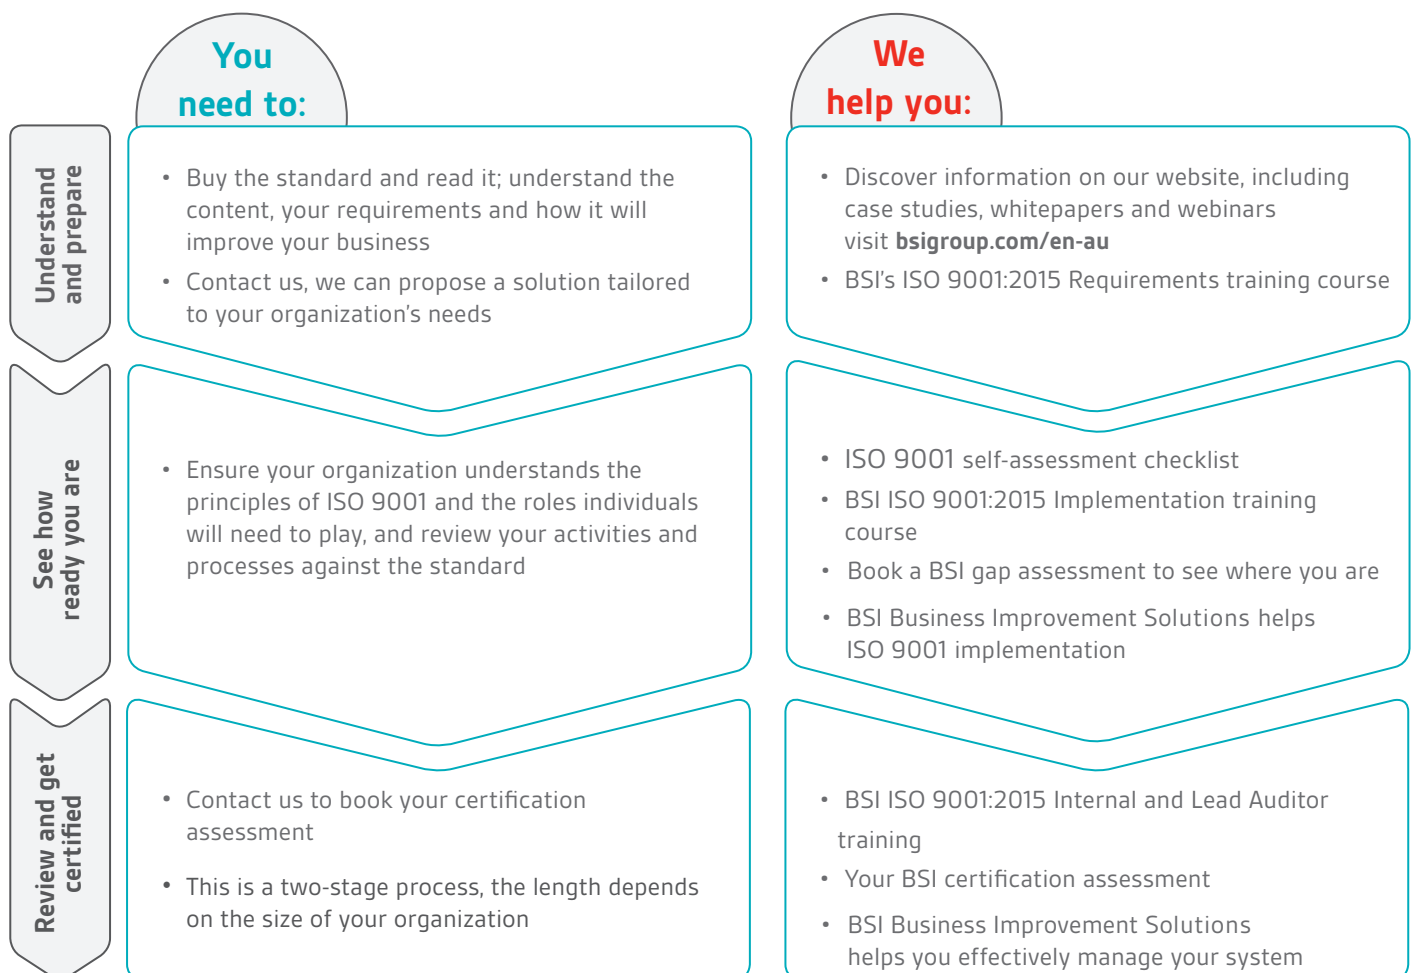 You
need to:
We
help you:
Understand
and prepare
• Buy the standard and read it; understand the
content, your requirements and how it will
improve your business
• Contact us, we can propose a solution tailored
to your organization's needs
• Discover information on our website, including
case studies, whitepapers and webinars
visit bsigroup.com/en-au
• BSI's ISO 9001:2015 Requirements training course
See how
ready you are
• Ensure your organization understands the
principles of ISO 9001 and the roles individuals
will need to play, and review your activities and
processes against the standard
• ISO 9001 self-assessment checklist
• BSI ISO 9001:2015 Implementation training
course
• Book a BSI gap assessment to see where you are
• BSI Business Improvement Solutions helps
ISO 9001 implementation
Review and get
certified
• Contact us to book your certification
assessment
• This is a two-stage process, the length depends
on the size of your organization
• BSI ISO 9001:2015 Internal and Lead Auditor
training
• Your BSI certification assessment
• BSI Business Improvement Solutions
helps you effectively manage your system